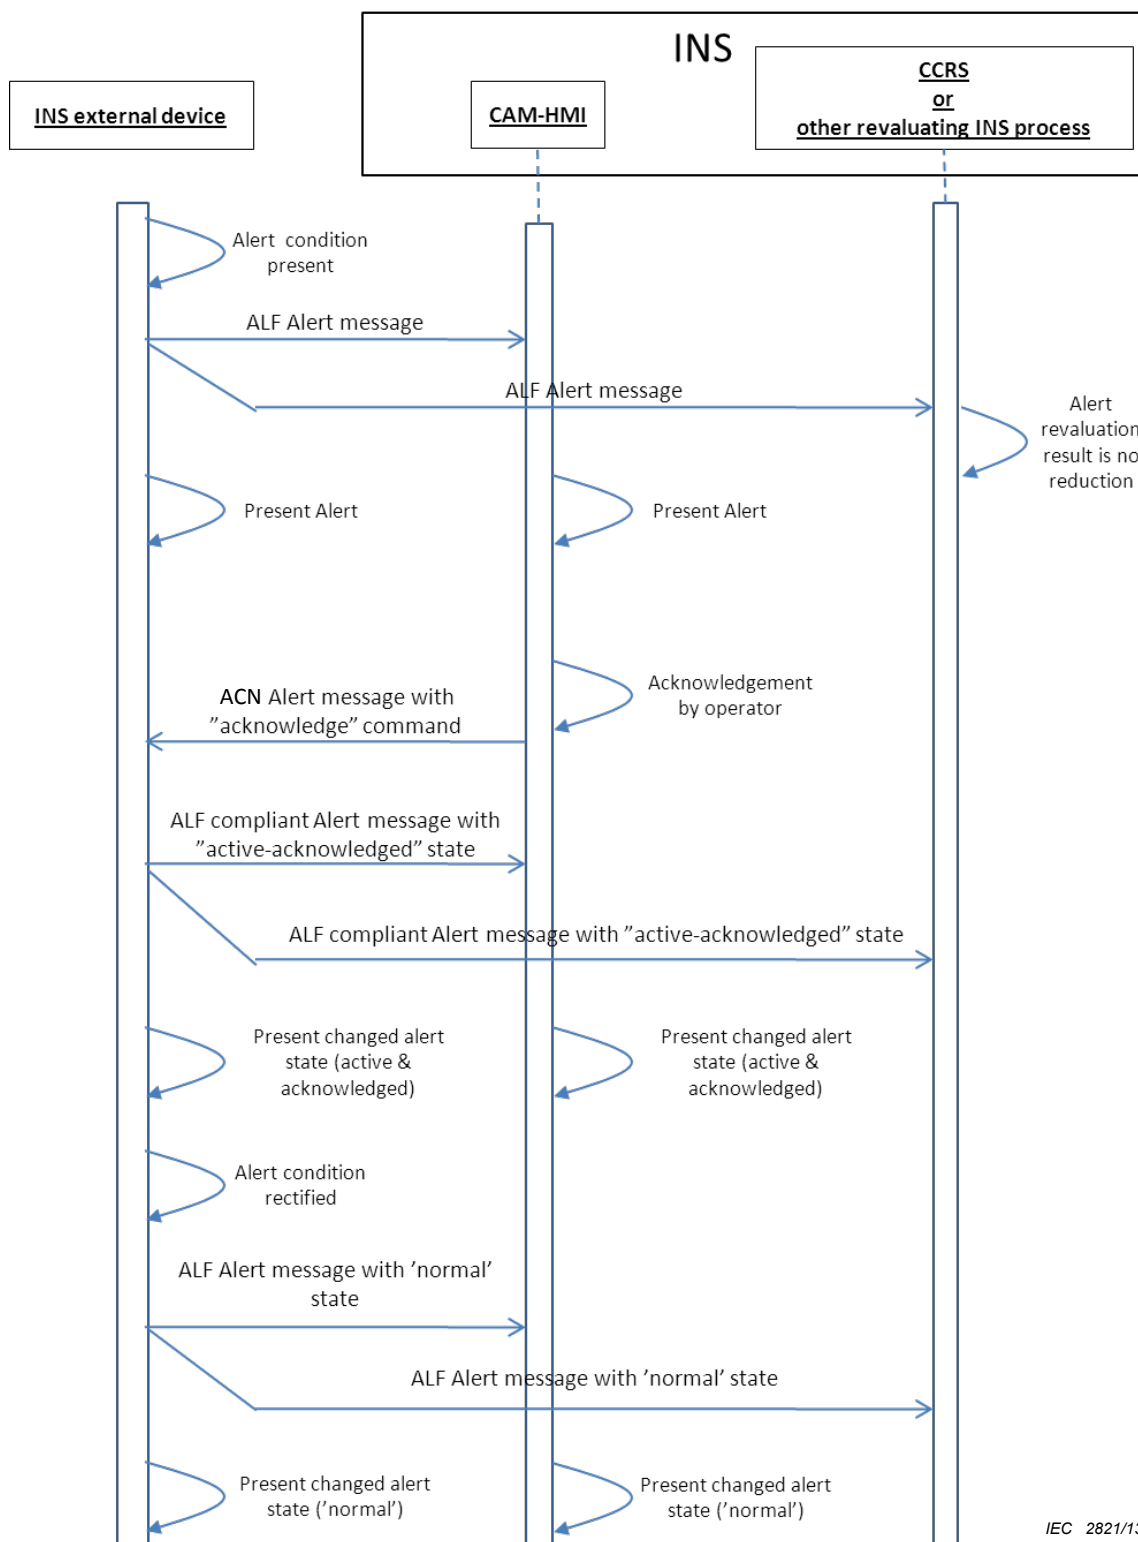 INS
INS external device
CAM-HMI
CCRS
or
other revaluating INS process
Alert condition
present
ALF Alert message
ALF Alert message
Alert
revaluation
result is no
reduction
Present Alert
Present Alert
Acknowledgement
by operator
ACN Alert message with
”acknowledge” command
ALF compliant Alert message with
”active-acknowledged” state
ALF compliant Alert message with ”active-acknowledged” state
Present changed alert
state (active &
acknowledged)
Present changed alert
state (active &
acknowledged)
Alert condition
rectified
ALF Alert message with ’normal’
state
ALF Alert message with ’normal’ state
Present changed alert
state (’normal’)
Present changed alert
state (’normal’)
IEC 2821/13